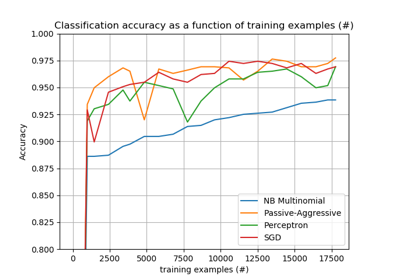 Classification accuracy as a function of training examples (#)
1.000
0.975
0.950
0.925
0.900
0.875
0.850
0.825
0.800
Accuracy
NB Multinomial
Passive-Aggressive
Perceptron
SGD
0 2500 5000 7500 10000 12500 15000 17500
training examples (#)